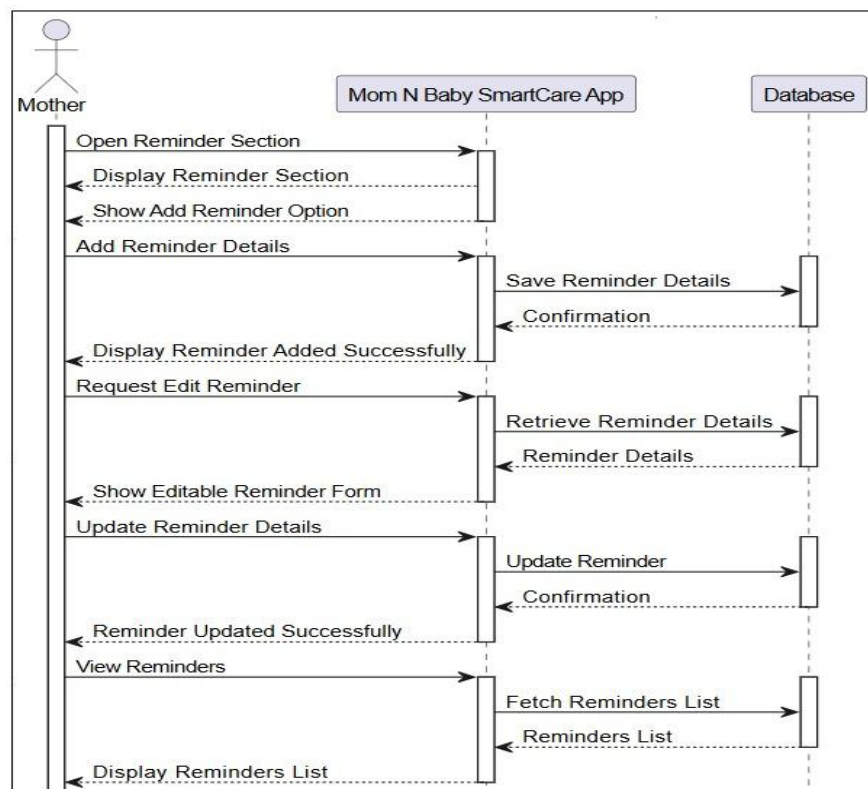 Mother
Mom N Baby SmartCare App
Database
Open Reminder Section
Display Reminder Section
Show Add Reminder Option
Add Reminder Details
Save Reminder Details
Confirmation
Display Reminder Added Successfully
Request Edit Reminder
Retrieve Reminder Details
Reminder Details
Show Editable Reminder Form
Update Reminder Details
Update Reminder
Confirmation
Reminder Updated Successfully
View Reminders
Fetch Reminders List
Reminders List
Display Reminders List